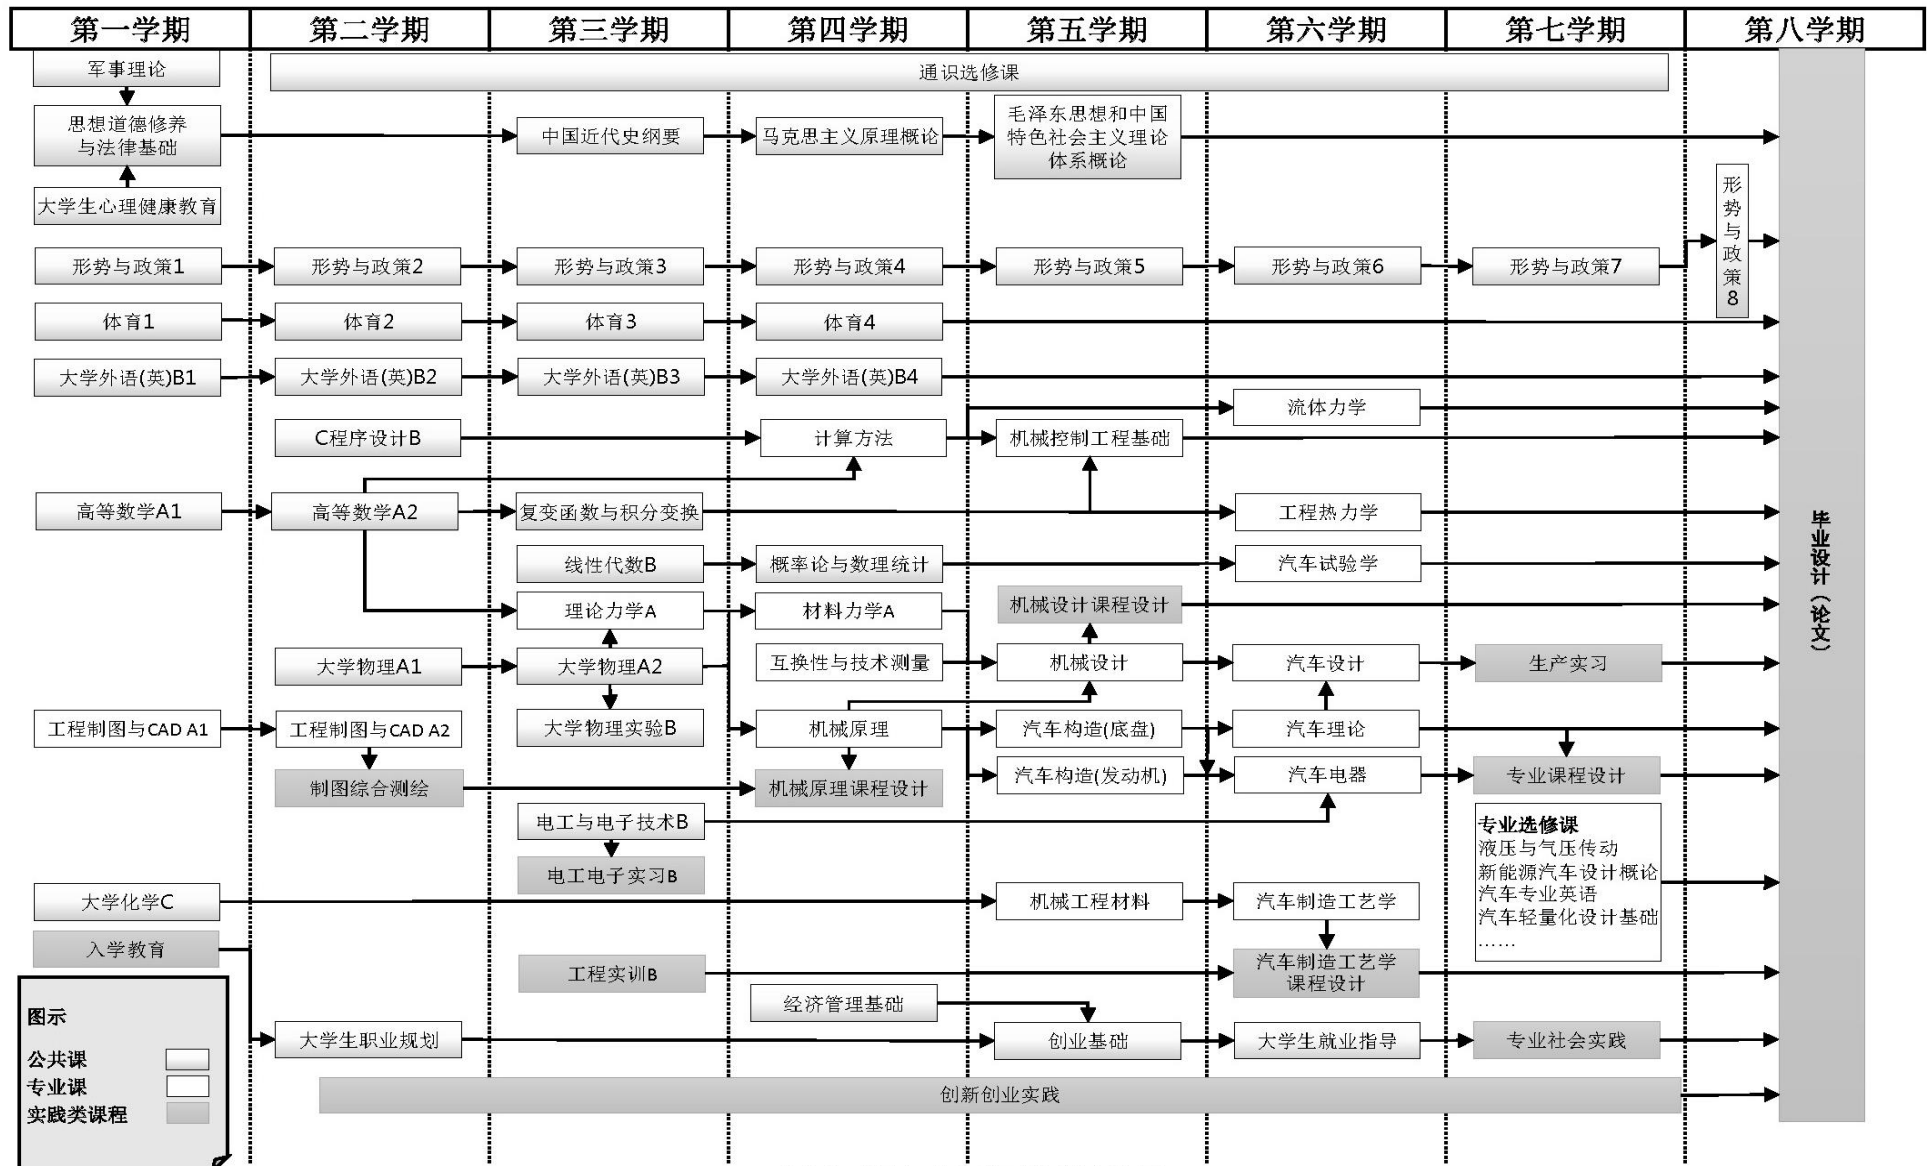 第一学期
第二学期
第三学期
第四学期
第五学期
第六学期
第七学期
第八学期
军事理论
通识选修课
思想道德修养
与法律基础
中国近代史纲要
马克思主义原理概论
毛泽东思想和中国
特色社会主义理论
体系概论
大学生心理健康教育
形势与政策1
形势与政策2
形势与政策3
形势与政策4
形势与政策5
形势与政策6
形势与政策7
形势与政策8
体育1
体育2
体育3
体育4
大学外语(英)B1
大学外语(英)B2
大学外语(英)B3
大学外语(英)B4
流体力学
C程序设计B
计算方法
机械控制工程基础
高等数学A1
高等数学A2
复变函数与积分变换
工程热力学
线性代数B
概率论与数理统计
汽车试验学
理论力学A
材料力学A
机械设计课程设计
大学物理A1
大学物理A2
互换性与技术测量
机械设计
汽车设计
生产实习
工程制图与CAD A1
工程制图与CAD A2
大学物理实验B
机械原理
汽车构造(底盘)
汽车理论
制图综合测绘
机械原理课程设计
汽车构造(发动机)
汽车电器
专业课程设计
电工与电子技术B
电工电子实习B
专业选修课
液压与气压传动
新能源汽车设计概论
汽车专业英语
汽车轻量化设计基础
……
大学化学C
机械工程材料
汽车制造工艺学
入学教育
工程实训B
汽车制造工艺学
课程设计
经济管理基础
大学生职业规划
创业基础
大学生就业指导
专业社会实践
创新创业实践
毕业设计（论文）
图示
公共课
专业课
实践类课程